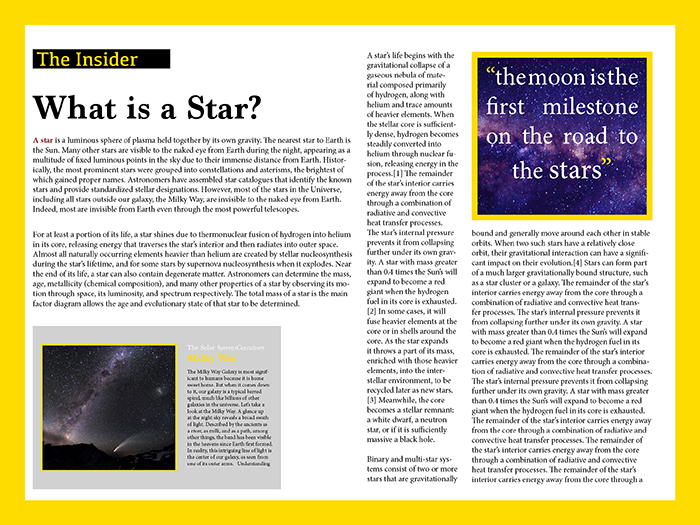 The Insider
What is a Star?
A star is a luminous sphere of plasma held together by its own gravity. The nearest star to Earth is
the Sun. Many other stars are visible to the naked eye from Earth during the night, appearing as a
multitude of fixed luminous points in the sky due to their immense distance from Earth. Histor-
ically, the most prominent stars were grouped into constellations and asterisms, the brightest of
which gained proper names. Astronomers have assembled star catalogues that identify the known
stars and provide standardized stellar designations. However, most of the stars in the Universe,
including all stars outside our galaxy, the Milky Way, are invisible to the naked eye from Earth.
Indeed, most are invisible from Earth even through the most powerful telescopes.
For at least a portion of its life, a star shines due to thermonuclear fusion of hydrogen into helium
in its core, releasing energy that traverses the star's interior and then radiates into outer space.
Almost all naturally occurring elements heavier than helium are created by stellar nucleosynthesis
during the star's lifetime, and for some stars by supernova nucleosynthesis when it explodes. Near
the end of its life, a star can also contain degenerate matter. Astronomers can determine the mass,
age, metallicity (chemical composition), and many other properties of a star by observing its mo-
tion through space, its luminosity, and spectrum respectively. The total mass of a star is the main
factor diagram allows the age and evolutionary state of that star to be determined.
The Solar System Containers
Milky Way
The Milky Way Galaxy is most signif-
icant to humans because it is home
sweet home. But when it comes down
to it, our galaxy is a typical barred
spiral, much like billions of other
galaxies in the universe. Let's take a
look at the Milky Way. A glance up
at the night sky reveals a broad swath
of light. Described by the ancients as
a river, as milk, and as a path, among
other things, the band has been visible
in the heavens since Earth first formed.
In reality, this intriguing line of light is
the center of our galaxy, as seen from
one of its outer arms. Understanding
A star's life begins with the
gravitational collapse of a
gaseous nebula of mate-
rial composed primarily
of hydrogen, along with
helium and trace amounts
of heavier elements. When
the stellar core is sufficient-
ly dense, hydrogen becomes
steadily converted into
helium through nuclear fu-
sion, releasing energy in the
process.[1] The remainder
of the star's interior carries
energy away from the core
through a combination
of radiative and convective
heat transfer processes.
The star's internal pressure
prevents it from collapsing
further under its own grav-
ity. A star with mass greater
than 0.4 times the Sun's will
expand to become a red
giant when the hydrogen
fuel in its core is exhausted.
[2] In some cases, it will
fuse heavier elements at the
core or in shells around the
core. As the star expands
it throws a part of its mass,
enriched with those heavier
elements, into the inter-
stellar environment, to be
recycled later as new stars.
[3] Meanwhile, the core
becomes a stellar remnant:
a white dwarf, a neutron
star, or if it is sufficiently
massive a black hole.
Binary and multi-star sys-
tems consist of two or more
stars that are gravitationally
“the moon is the
first milestone
on the road to
the stars”
bound and generally move around each other in stable
orbits. When two such stars have a relatively close
orbit, their gravitational interaction can have a signifi-
cant impact on their evolution.[4] Stars can form part
of a much larger gravitationally bound structure, such
as a star cluster or a galaxy. The remainder of the star's
interior carries energy away from the core through a
combination of radiative and convective heat trans-
fer processes. The star's internal pressure prevents it
from collapsing further under its own gravity. A star
with mass greater than 0.4 times the Sun's will expand
to become a red giant when the hydrogen fuel in its
core is exhausted. The remainder of the star's interior
carries energy away from the core through a combina-
tion of radiative and convective heat transfer processes.
The star's internal pressure prevents it from collapsing
further under its own gravity. A star with mass greater
than 0.4 times the Sun's will expand to become a red
giant when the hydrogen fuel in its core is exhausted.
The remainder of the star's interior carries energy away
from the core through a combination of radiative and
convective heat transfer processes. The remainder of
the star's interior carries energy away from the core
through a combination of radiative and convective
heat transfer processes. The remainder of the star's
interior carries energy away from the core through a